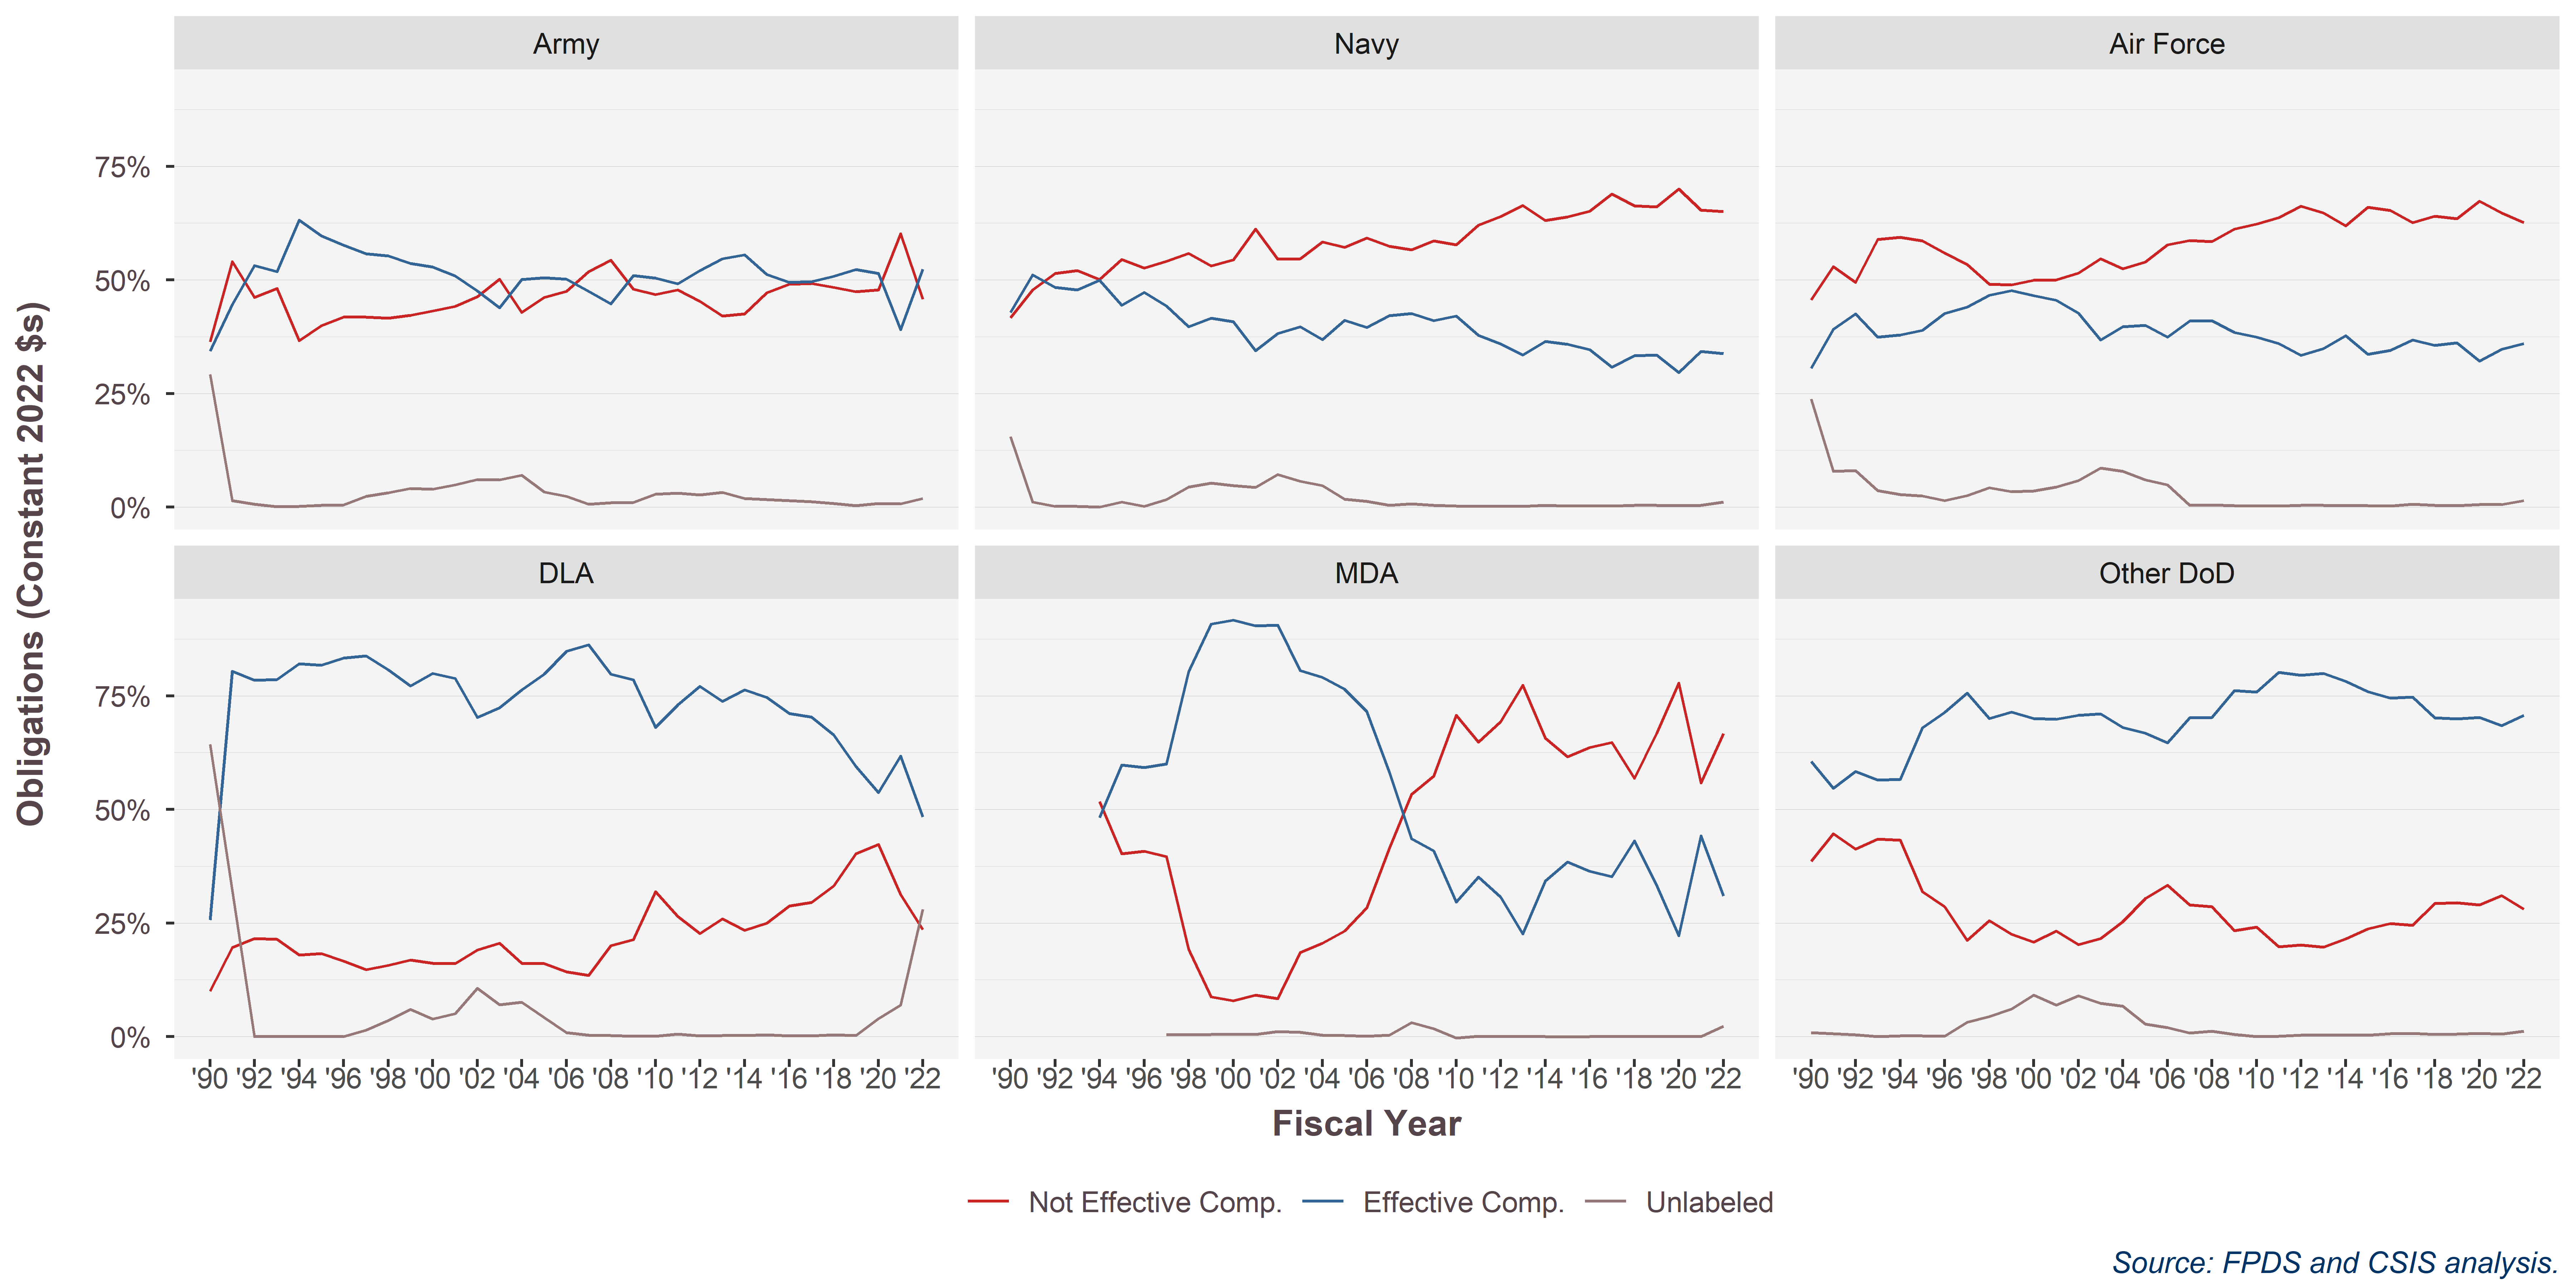 Army Navy Air Force
75%
50%
25%
0%
DLA MDA Other DoD
75%
50%
25%
0%
Obligations (Constant 2022 $s)
'90 '92 '94 '96 '98 '00 '02 '04 '06 '08 '10 '12 '14 '16 '18 '20 '22 '90 '92 '94 '96 '98 '00 '02 '04 '06 '08 '10 '12 '14 '16 '18 '20 '22 '90 '92 '94 '96 '98 '00 '02 '04 '06 '08 '10 '12 '14 '16 '18 '20 '22
Fiscal Year
Not Effective Comp. Effective Comp. Unlabeled
Source: FPDS and CSIS analysis.